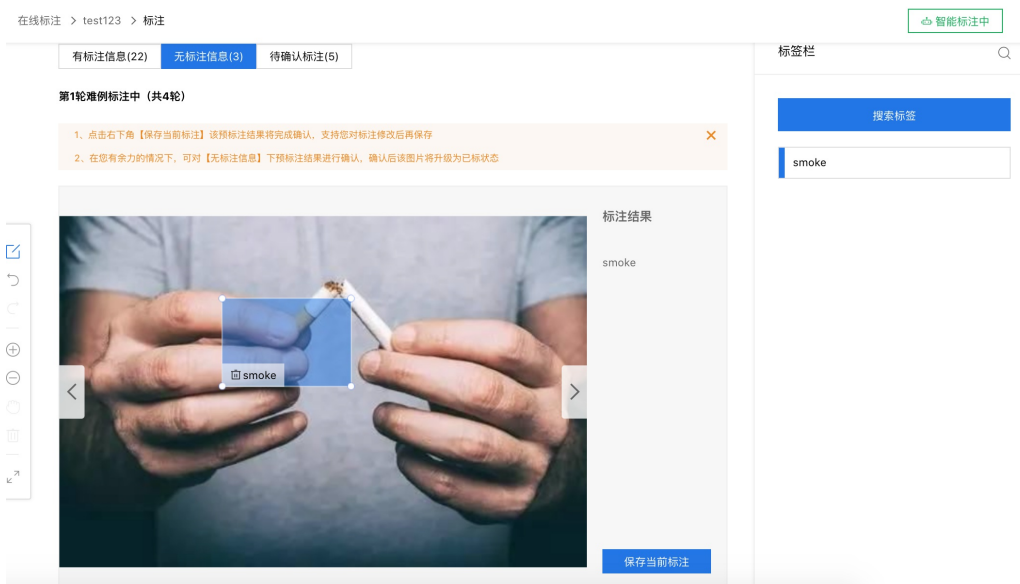 在线标注 > test123 > 标注
智能标注中
有标注信息(22) 无标注信息(3) 待确认标注(5)
标签栏
第1轮难例标注中（共4轮）
搜索标签
1、点击右下角【保存当前标注】该预标注结果将完成确认，支持您对标注修改后再保存
2、在您有余力的情况下，可对【无标注信息】下预标注结果进行确认，确认后该图片将升级为已标状态
smoke
标注结果
smoke
smoke
保存当前标注